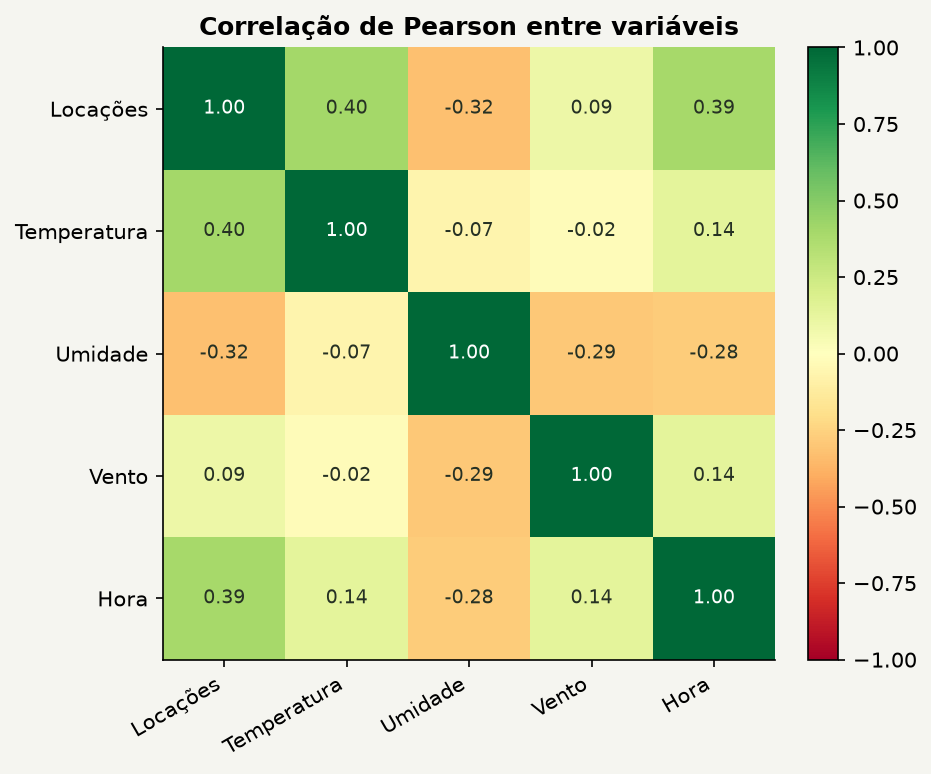 Correlação de Pearson entre variáveis
Locações 1.00 0.40 -0.32 0.09 0.39
Temperatura 0.40 1.00 -0.07 -0.02 0.14
Umidade -0.32 -0.07 1.00 -0.29 -0.28
Vento 0.09 -0.02 -0.29 1.00 0.14
Hora 0.39 0.14 -0.28 0.14 1.00
Locações Temperatura Umidade Vento Hora
1.00
0.75
0.50
0.25
0.00
−0.25
−0.50
−0.75
−1.00